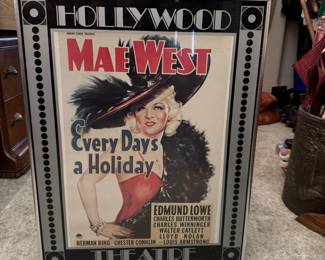 HOLLYWOOD
MAE WEST
Every Day's
a Holiday
EDMUND LOWE
CHARLES BUTTERWORTH
CHARLES WINNINGER
WALTER CATLETT
LLOYD NOLAN
HERMAN BING CHESTER CONKLIN LOUIS ARMSTRONG
THEATRE